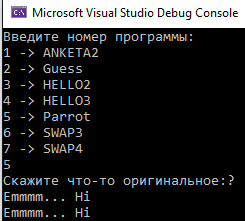 Microsoft Visual Studio Debug Console
Введите номер программы:
1 -> ANKETA2
2 -> Guess
3 -> HELLO2
4 -> HELLO3
5 -> Parrot
6 -> SWAP3
7 -> SWAP4
5
Скажите что-то оригинальное:?
Emmmm... Hi
Emmmm... Hi